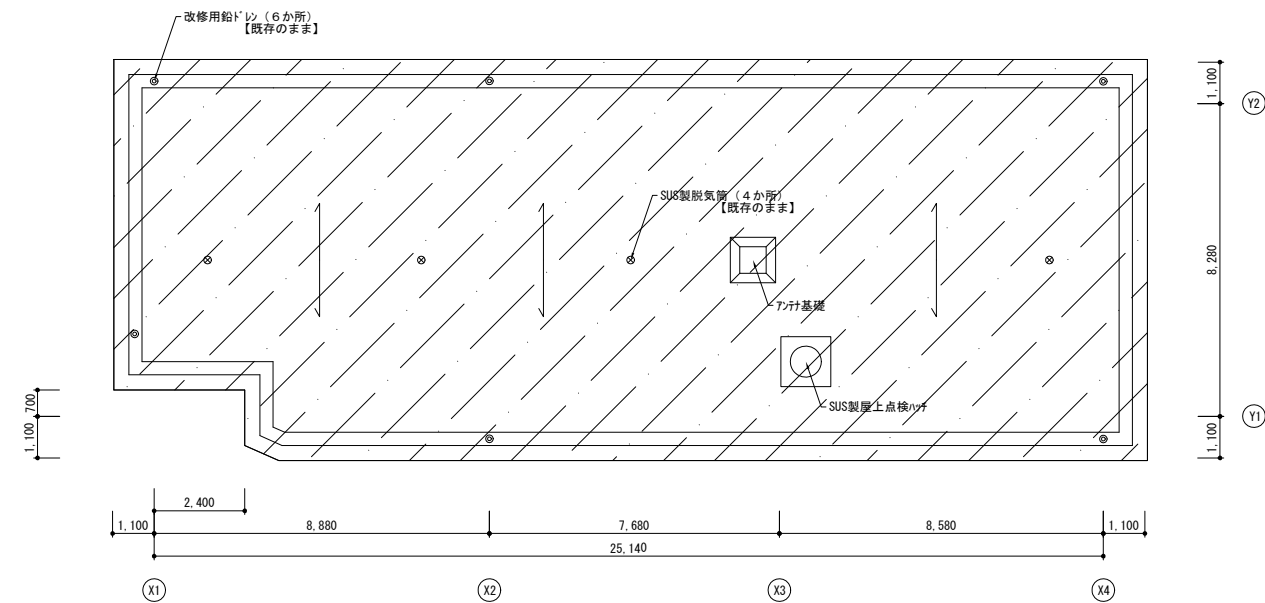 改修用鉛ﾄﾞﾚﾝ（６か所）
【既存のまま】
1,100
Y2
SUS製脱気筒（４か所）
【既存のまま】
8,280
ｱﾝﾃﾅ基礎
SUS製屋上点検ﾊｯﾁ
700
1,100
Y1
1,100
2,400
1,100
8,880
7,680
8,580
1,100
25,140
X1
X2
X3
X4